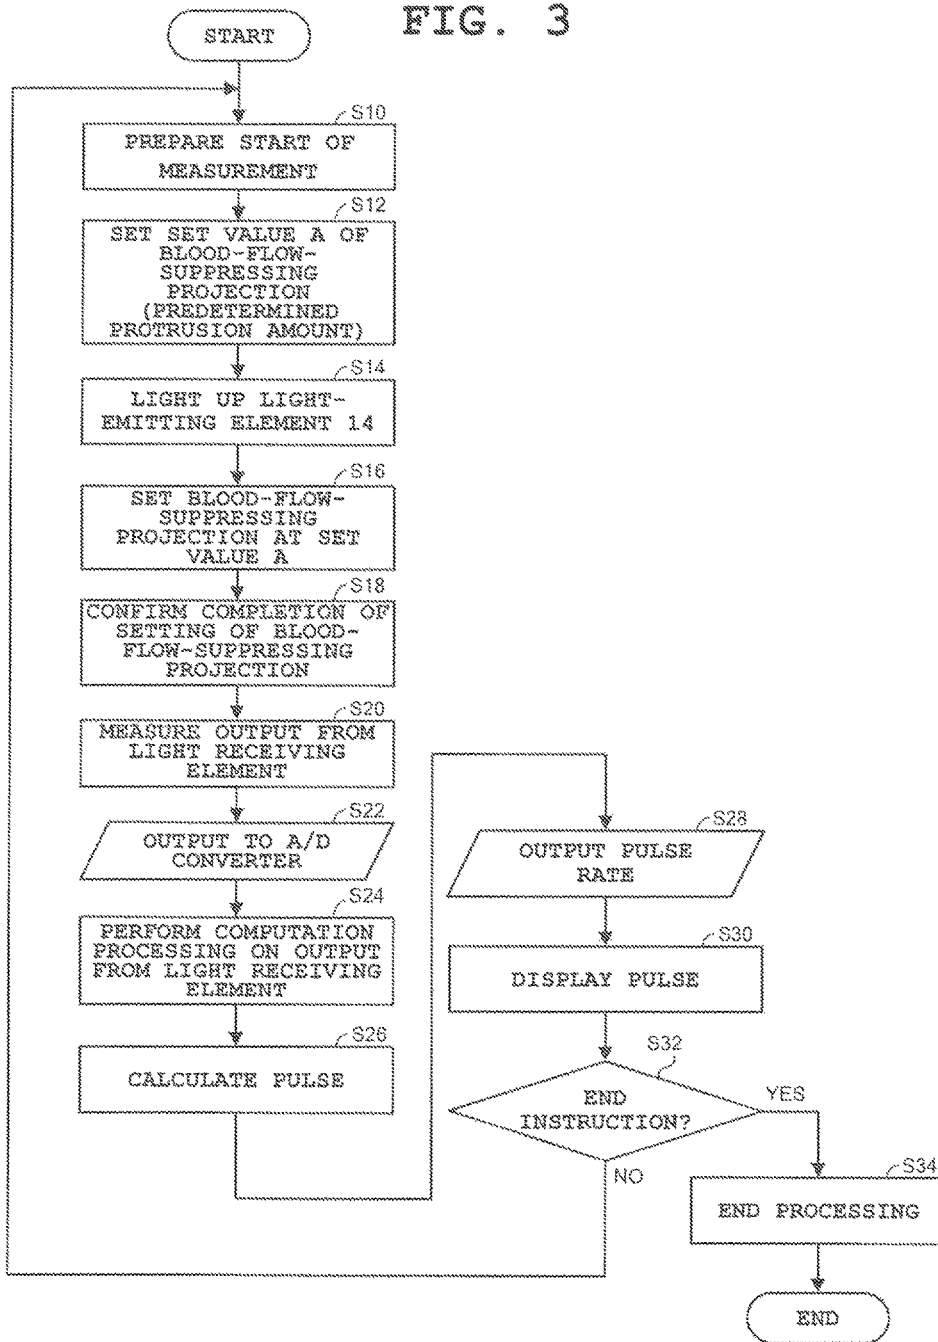 FIG. 3
START
S10
PREPARE START OF
MEASUREMENT
S12
SET SET VALUE A OF
BLOOD-FLOW-
SUPPRESSING
PROJECTION
(PREDETERMINED
PROTRUSION AMOUNT)
S14
LIGHT UP LIGHT-
EMITTING ELEMENT 14
S16
SET BLOOD-FLOW-
SUPPRESSING
PROJECTION AT SET
VALUE A
S18
CONFIRM COMPLETION OF
SETTING OF BLOOD-
FLOW-SUPPRESSING
PROJECTION
S20
MEASURE OUTPUT FROM
LIGHT RECEIVING
ELEMENT
S22
OUTPUT TO A/D
CONVERTER
S24
PERFORM COMPUTATION
PROCESSING ON OUTPUT
FROM LIGHT RECEIVING
ELEMENT
S26
CALCULATE PULSE
S28
OUTPUT PULSE
RATE
S30
DISPLAY PULSE
S32
END
INSTRUCTION?
YES
NO
S34
END PROCESSING
END